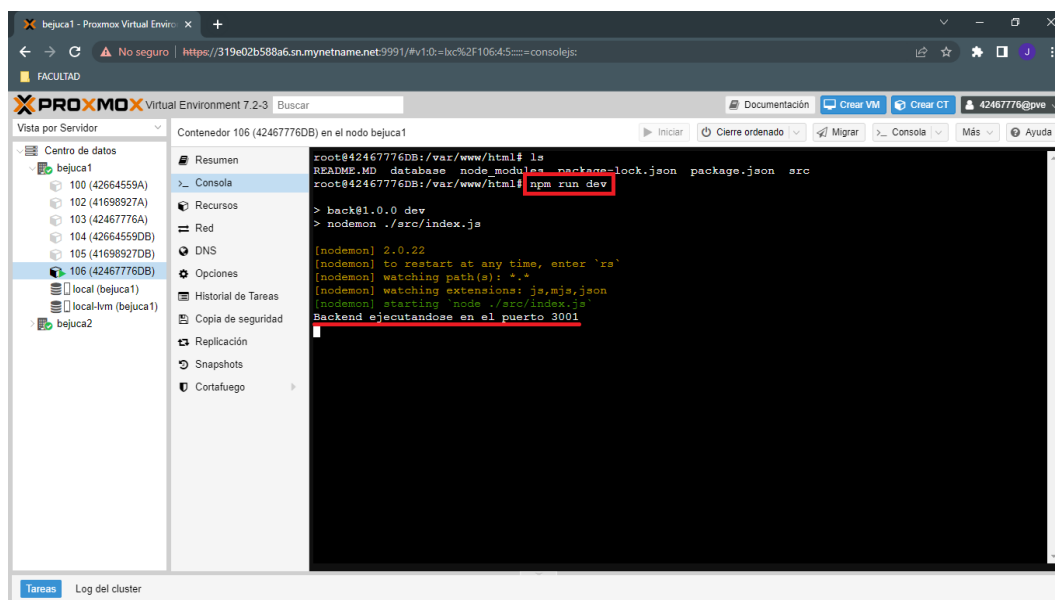 bejuca1 - Proxmox Virtual Enviro
No seguro | https://319e02b588a6.sn.mynetname.net:9991/#v1:0:=lxc%2F106:4:5:::::=consolejs:
J
FACULTAD
PROXMOX Virtual Environment 7.2-3 Buscar
Documentación Crear VM Crear CT 42467776@pve
Vista por Servidor
Contenedor 106 (42467776DB) en el nodo bejuca1
Iniciar Cierre ordenado Migrar >_ Consola Más Ayuda
Centro de datos
bejuca1
100 (42664559A)
102 (41698927A)
103 (42467776A)
104 (42664559DB)
105 (41698927DB)
106 (42467776DB)
local (bejuca1)
local-lvm (bejuca1)
bejuca2
Resumen
>_ Consola
Recursos
Red
DNS
Opciones
Historial de Tareas
Copia de seguridad
Replicación
Snapshots
Cortafuego
root@42467776DB:/var/www/html# ls
README.MD database node_modules package-lock.json package.json src
root@42467776DB:/var/www/html# npm run dev
> back@1.0.0 dev
> nodemon ./src/index.js
[nodemon] 2.0.22
[nodemon] to restart at any time, enter `rs`
[nodemon] watching path(s): *.*
[nodemon] watching extensions: js,mjs,json
[nodemon] starting `node ./src/index.js`
Backend ejecutandose en el puerto 3001
Tareas Log del cluster